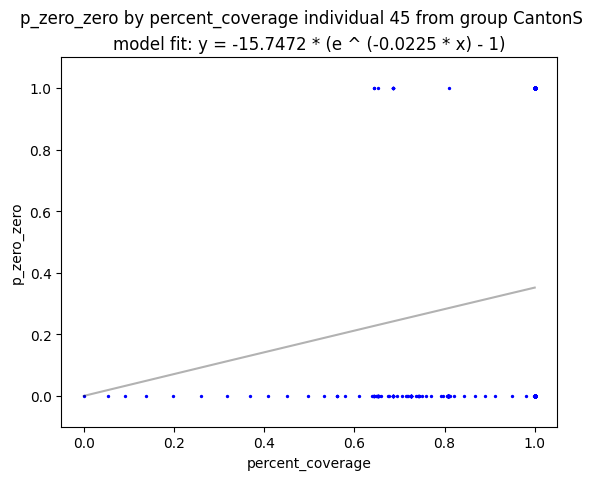 p_zero_zero by percent_coverage individual 45 from group CantonS
model fit: y = -15.7472 * (e ^ (-0.0225 * x) - 1)
1.0
0.8
0.6
0.4
0.2
0.0
p_zero_zero
0.0 0.2 0.4 0.6 0.8 1.0
percent_coverage